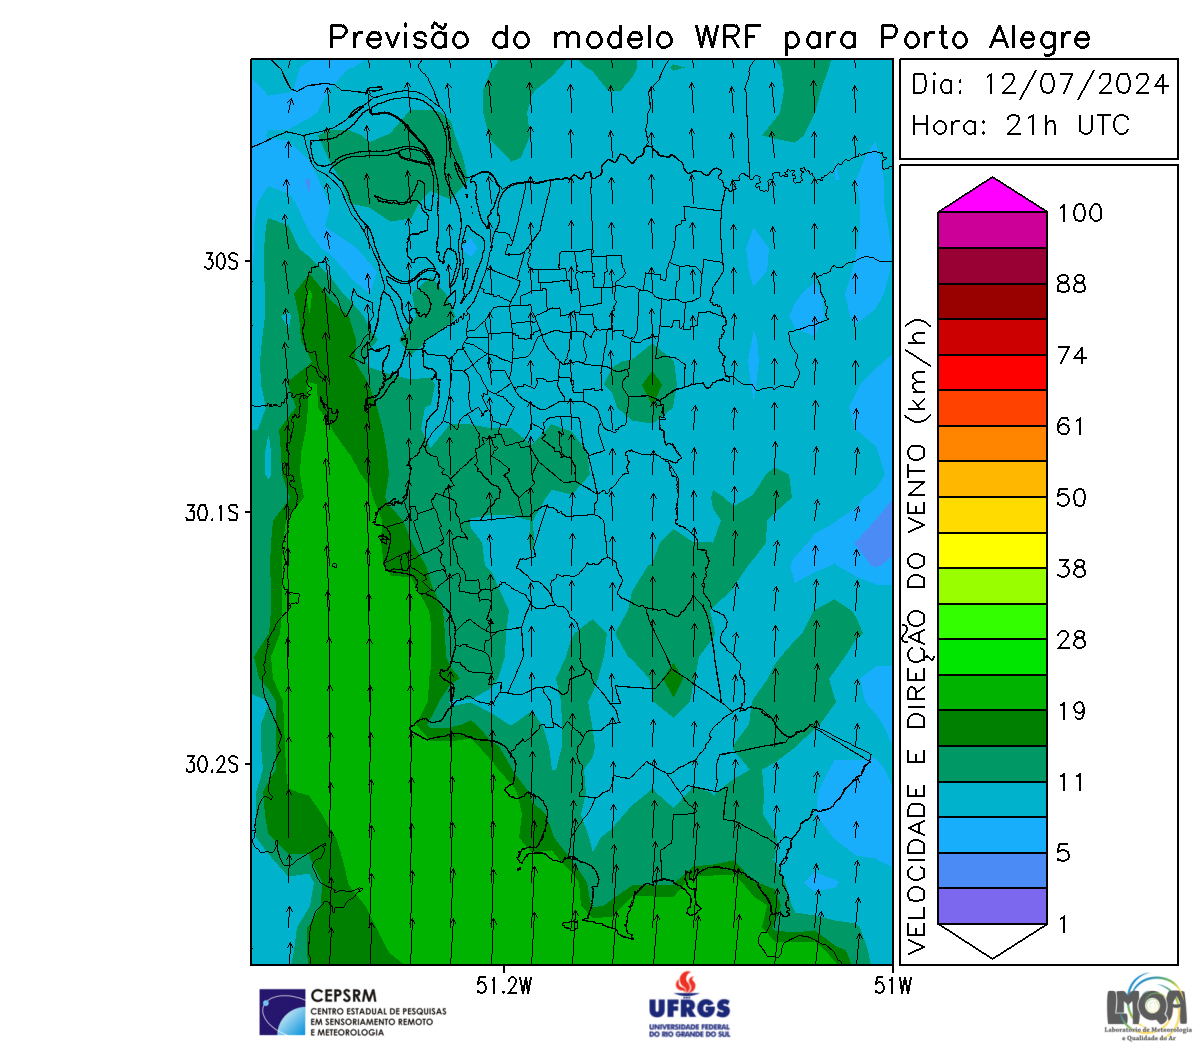 Previsão do modelo WRF para Porto Alegre
Dia: 12/07/2024
Hora: 21h UTC
30S
30.1S
30.2S
51.2W
51W
VELOCIDADE E DIREÇÃO DO VENTO (km/h)
100
88
74
61
50
38
28
19
11
5
1
CEPSRM
CENTRO ESTADUAL DE PESQUISAS
EM SENSORIAMENTO REMOTO
E METEOROLOGIA
UFRGS
UNIVERSIDADE FEDERAL
DO RIO GRANDE DO SUL
LMQA
Laboratório de Meteorologia
e Qualidade do Ar